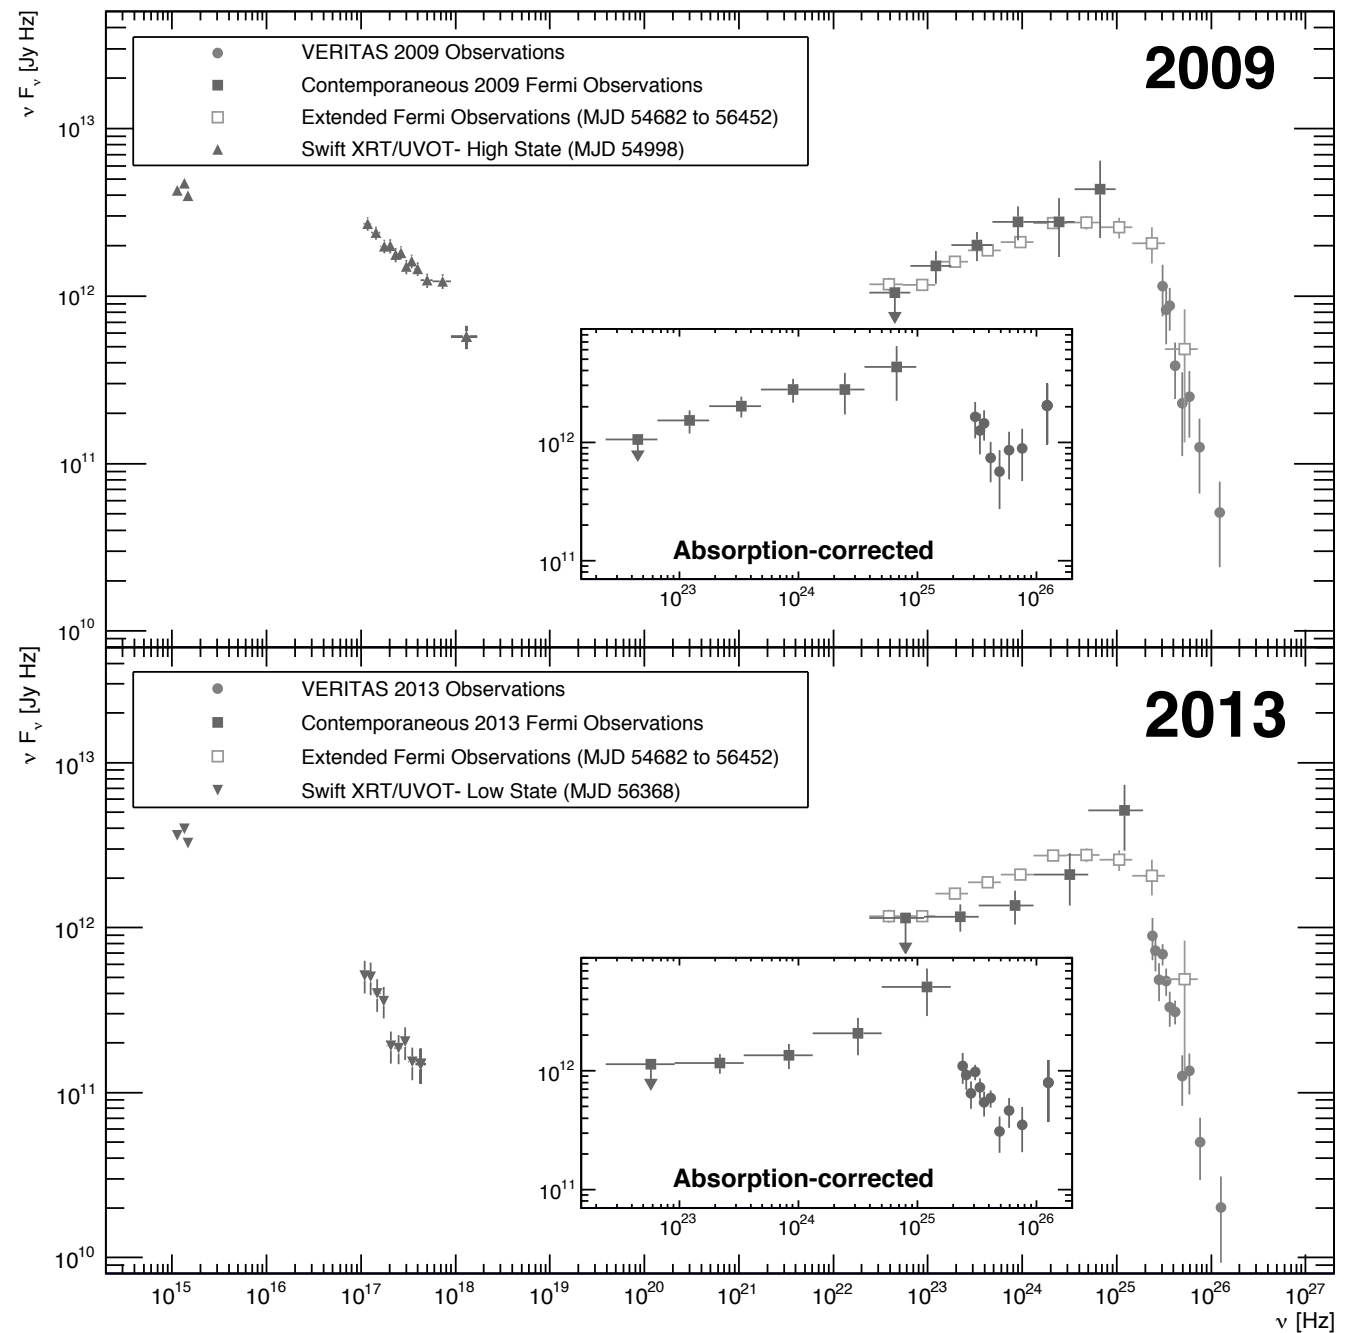 ν Fν [Jy Hz]
2009
VERITAS 2009 Observations
Contemporaneous 2009 Fermi Observations
Extended Fermi Observations (MJD 54682 to 56452)
Swift XRT/UVOT- High State (MJD 54998)
10^13
10^12
10^11
10^10
10^12
10^11
Absorption-corrected
10^23 10^24 10^25 10^26
ν Fν [Jy Hz]
2013
VERITAS 2013 Observations
Contemporaneous 2013 Fermi Observations
Extended Fermi Observations (MJD 54682 to 56452)
Swift XRT/UVOT- Low State (MJD 56368)
10^13
10^12
10^11
10^10
10^12
10^11
Absorption-corrected
10^23 10^24 10^25 10^26
10^15 10^16 10^17 10^18 10^19 10^20 10^21 10^22 10^23 10^24 10^25 10^26 10^27
ν [Hz]